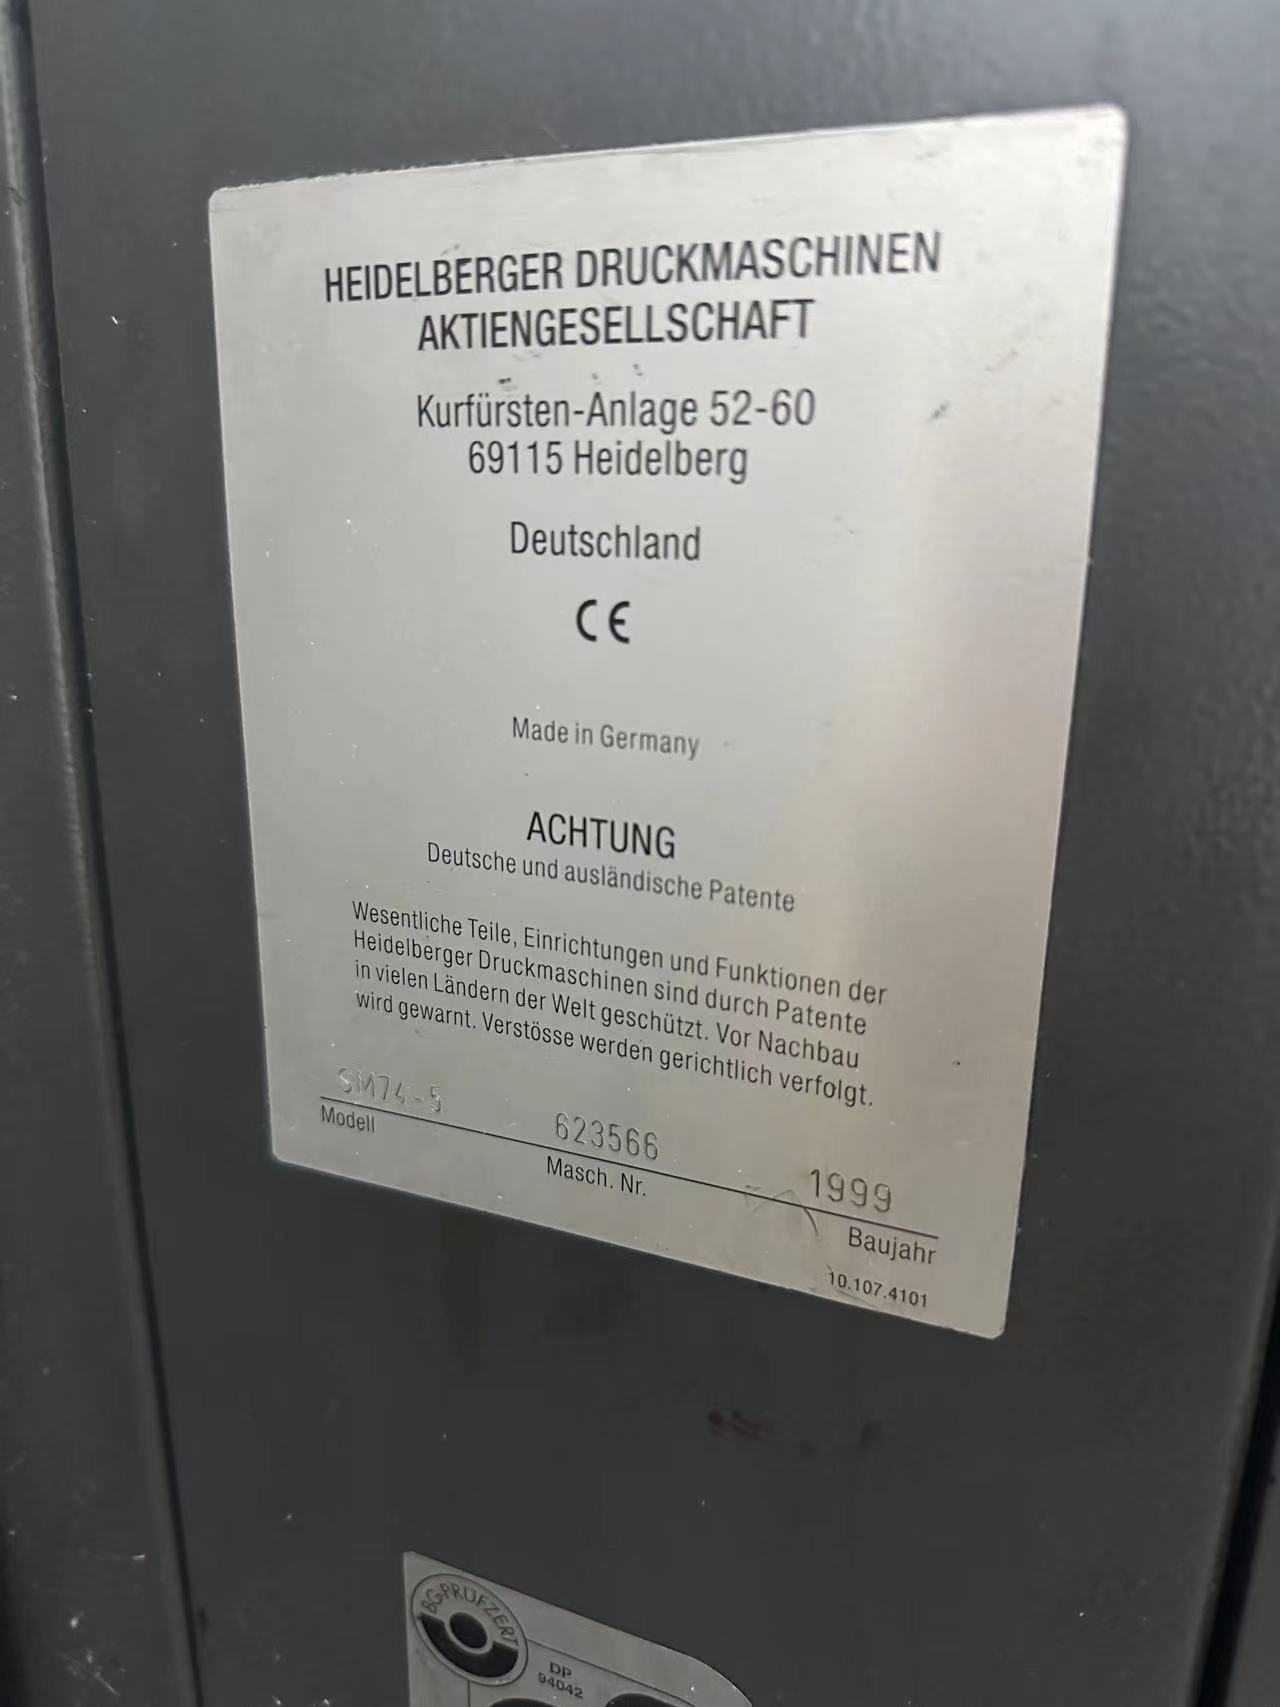 HEIDELBERGER DRUCKMASCHINEN
AKTIENGESELLSCHAFT
Kurfürsten-Anlage 52-60
69115 Heidelberg
Deutschland
CE
Made in Germany
ACHTUNG
Deutsche und ausländische Patente
Wesentliche Teile, Einrichtungen und Funktionen der
Heidelberger Druckmaschinen sind durch Patente
in vielen Ländern der Welt geschützt. Vor Nachbau
wird gewarnt. Verstösse werden gerichtlich verfolgt.
SM74-5 623566 1999
Modell Masch. Nr. Baujahr
10.107.4101
BG-PRÜFZERT
DP
94042